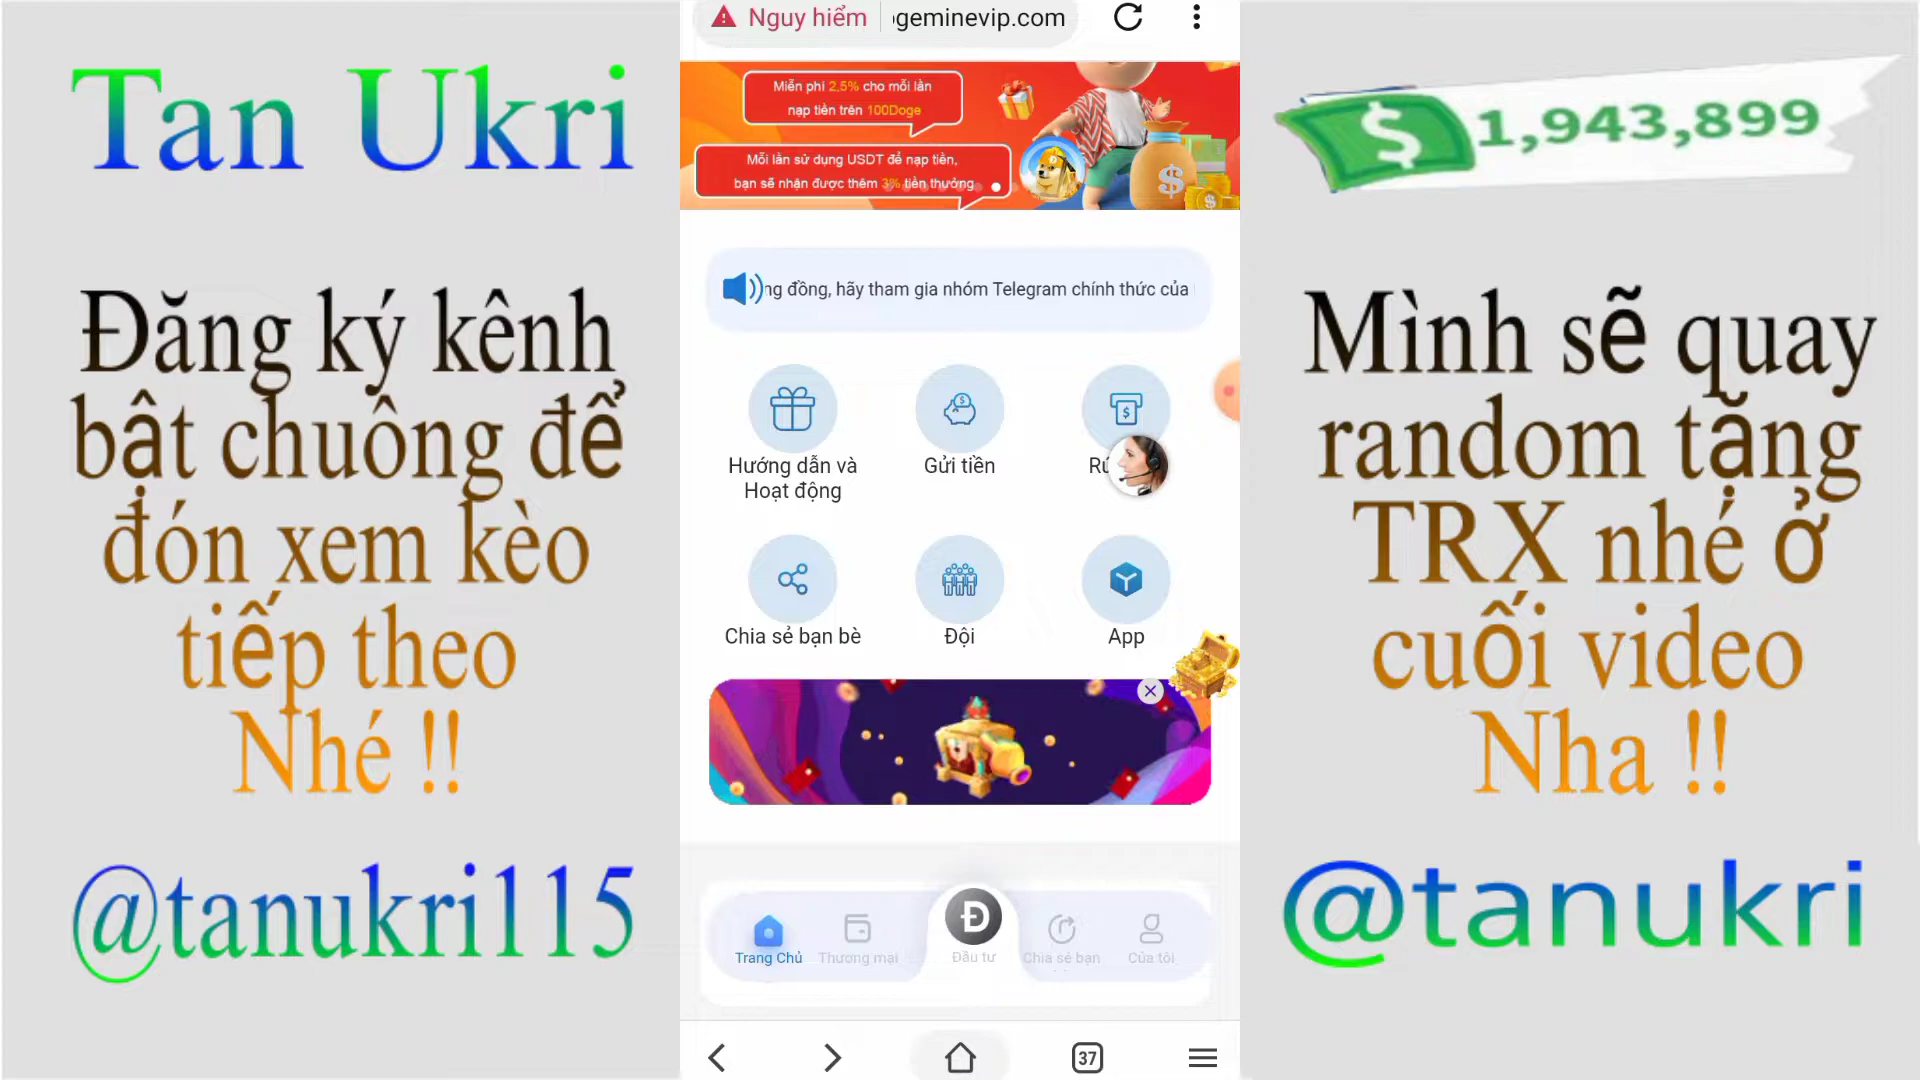 Tan Ukri
Đăng ký kênh
bật chuông để
đón xem kèo
tiếp theo
Nhé !!
@tanukri115
Nguy hiểm
ogeminevip.com
Miễn phí 2,5% cho mỗi lần
nạp tiền trên 100Doge
Mỗi lần sử dụng USDT để nạp tiền,
bạn sẽ nhận được thêm 3% tiền thưởng
ng đồng, hãy tham gia nhóm Telegram chính thức của
Hướng dẫn và
Hoạt động
Gửi tiền
Chia sẻ bạn bè
Đội
App
Trang Chủ
Thương mại
Đầu tư
Chia sẻ bạn
Của tôi
37
1,943,899
Mình sẽ quay
random tặng
TRX nhé ở
cuối video
Nha !!
@tanukri